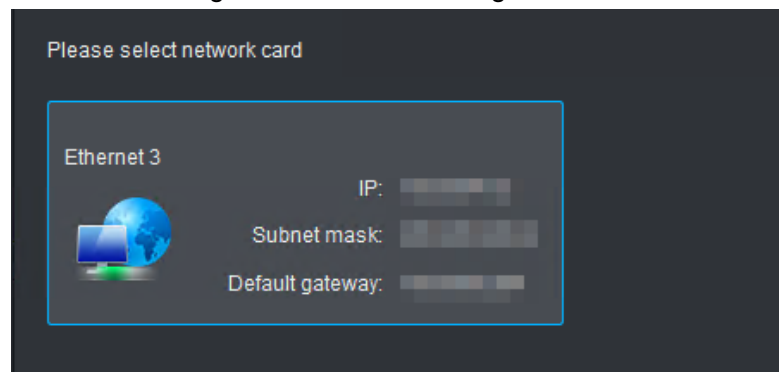 Please select network card
Ethernet 3
IP:
Subnet mask:
Default gateway: